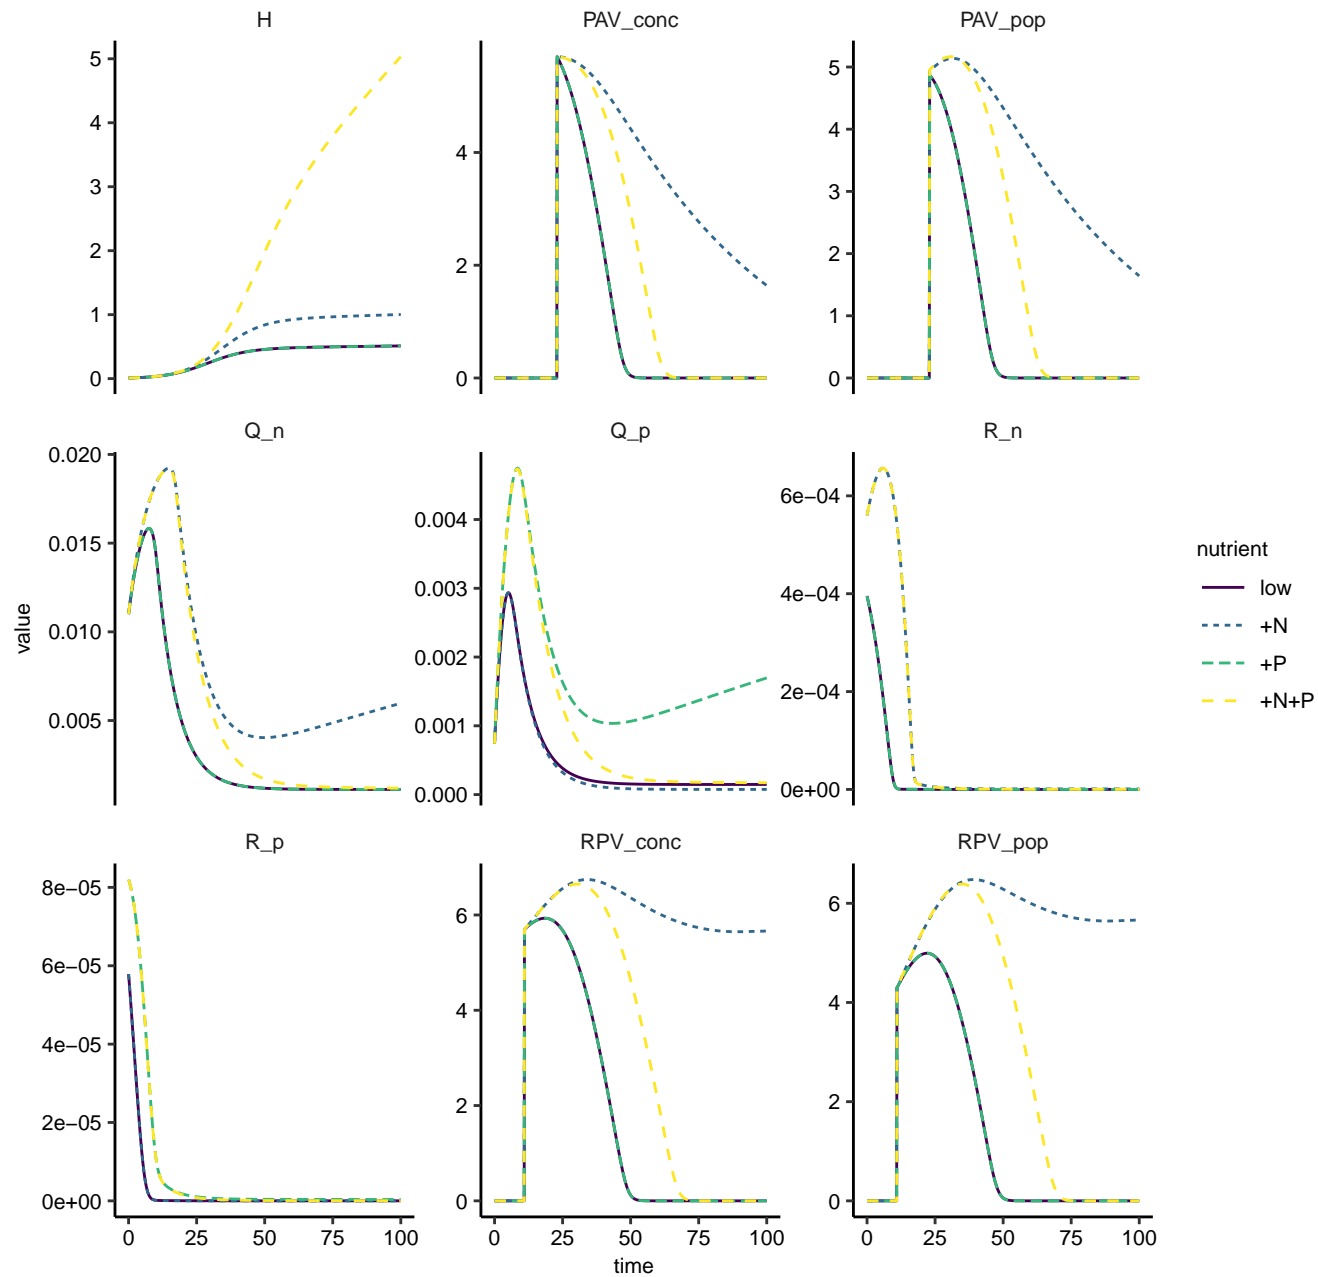 H
PAV_conc
PAV_pop
5
4
3
2
1
0
4
2
0
5
4
3
2
1
0
Q_n
Q_p
R_n
0.020
0.015
0.010
0.005
0.004
0.003
0.002
0.001
0.000
6e−04
4e−04
2e−04
0e+00
value
nutrient
low
+N
+P
+N+P
R_p
RPV_conc
RPV_pop
8e−05
6e−05
4e−05
2e−05
0e+00
6
4
2
0
6
4
2
0
0 25 50 75 100
0 25 50 75 100
0 25 50 75 100
time